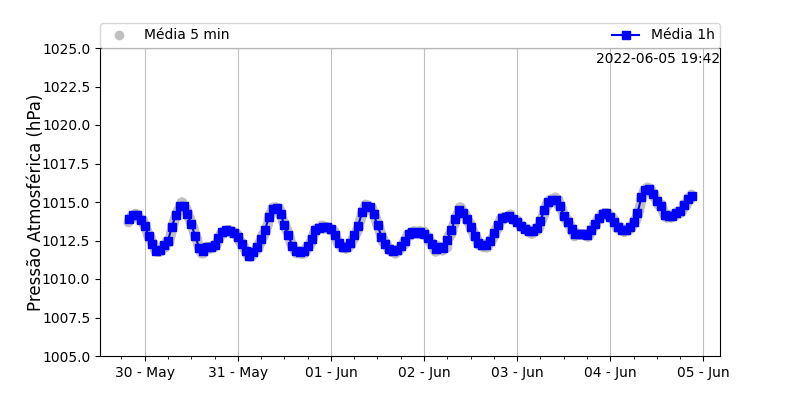 Média 5 min
Média 1h
2022-06-05 19:42
Pressão Atmosférica (hPa)
1025.0
1022.5
1020.0
1017.5
1015.0
1012.5
1010.0
1007.5
1005.0
30 - May
31 - May
01 - Jun
02 - Jun
03 - Jun
04 - Jun
05 - Jun